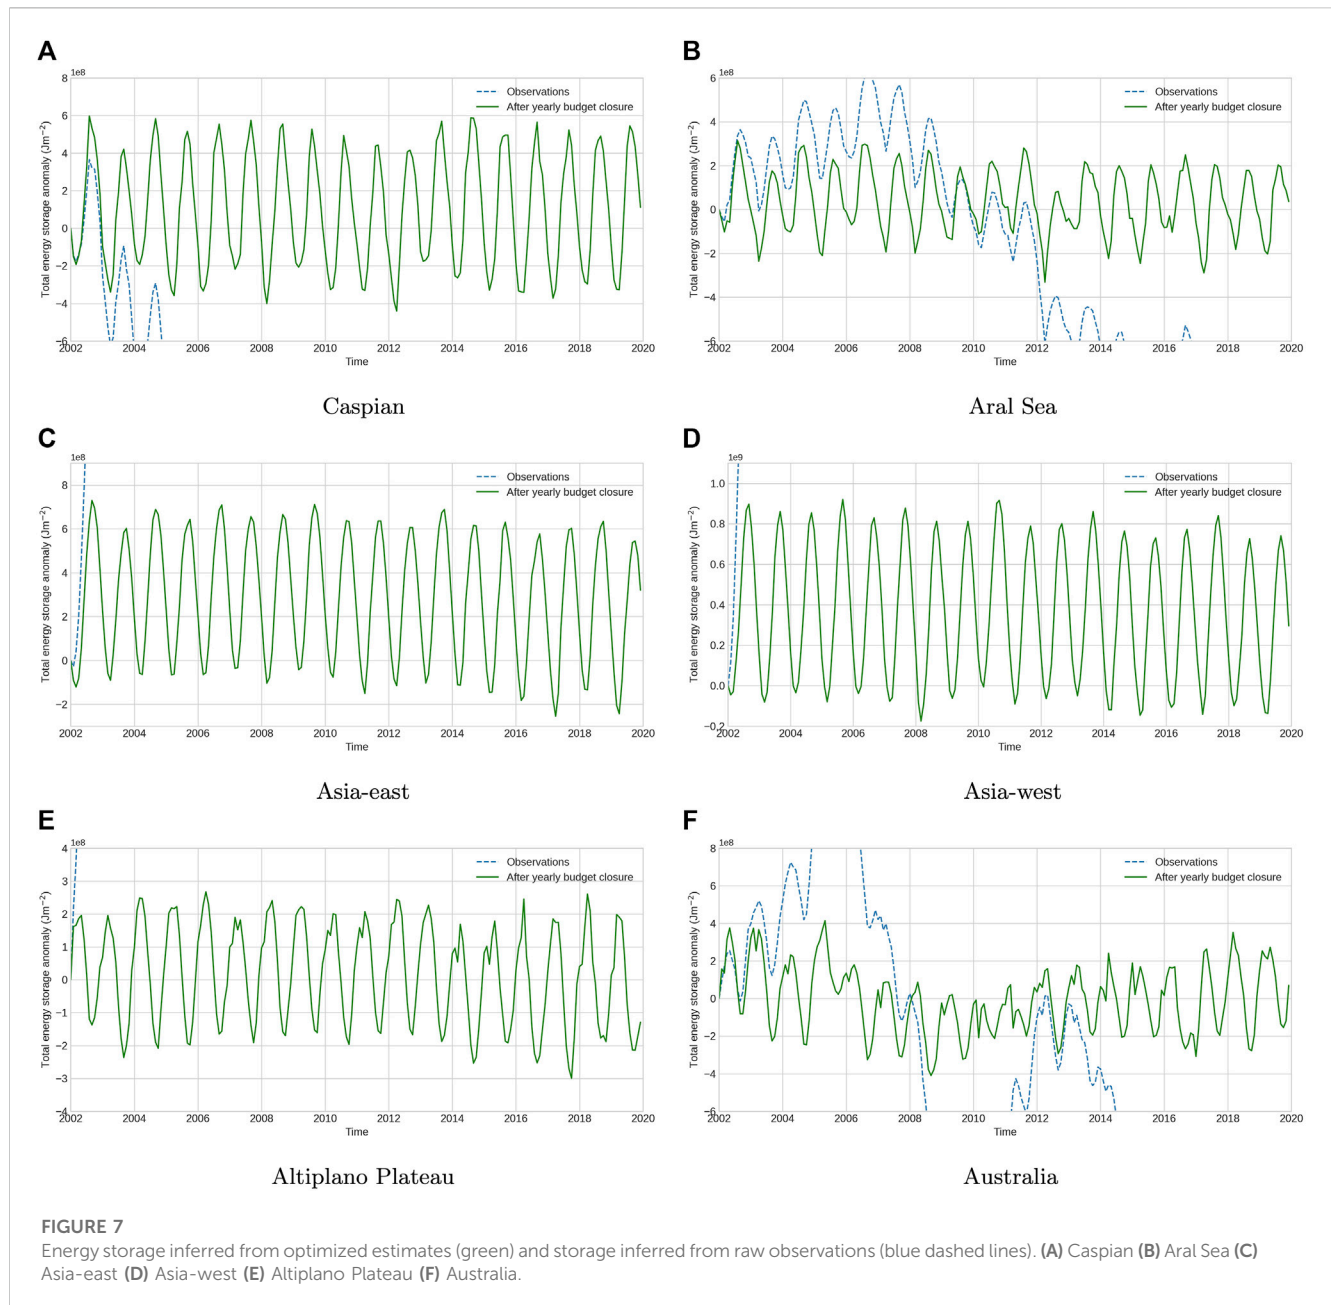 A
1e8
Total energy storage anomaly (Jm⁻²)
8
6
4
2
0
−2
−4
−6
Observations
After yearly budget closure
2002 2004 2006 2008 2010 2012 2014 2016 2018 2020
Time
Caspian
B
1e8
Total energy storage anomaly (Jm⁻²)
6
4
2
0
−2
−4
−6
Observations
After yearly budget closure
2002 2004 2006 2008 2010 2012 2014 2016 2018 2020
Time
Aral Sea
C
1e8
Total energy storage anomaly (Jm⁻²)
8
6
4
2
0
−2
Observations
After yearly budget closure
2002 2004 2006 2008 2010 2012 2014 2016 2018 2020
Time
Asia-east
D
1e9
Total energy storage anomaly (Jm⁻²)
1.0
0.8
0.6
0.4
0.2
0.0
−0.2
Observations
After yearly budget closure
2002 2004 2006 2008 2010 2012 2014 2016 2018 2020
Time
Asia-west
E
1e8
Total energy storage anomaly (Jm⁻²)
4
3
2
1
0
−1
−2
−3
−4
Observations
After yearly budget closure
2002 2004 2006 2008 2010 2012 2014 2016 2018 2020
Time
Altiplano Plateau
F
1e8
Total energy storage anomaly (Jm⁻²)
8
6
4
2
0
−2
−4
−6
Observations
After yearly budget closure
2002 2004 2006 2008 2010 2012 2014 2016 2018 2020
Time
Australia
FIGURE 7
Energy storage inferred from optimized estimates (green) and storage inferred from raw observations (blue dashed lines). (A) Caspian (B) Aral Sea (C)
Asia-east (D) Asia-west (E) Altiplano Plateau (F) Australia.